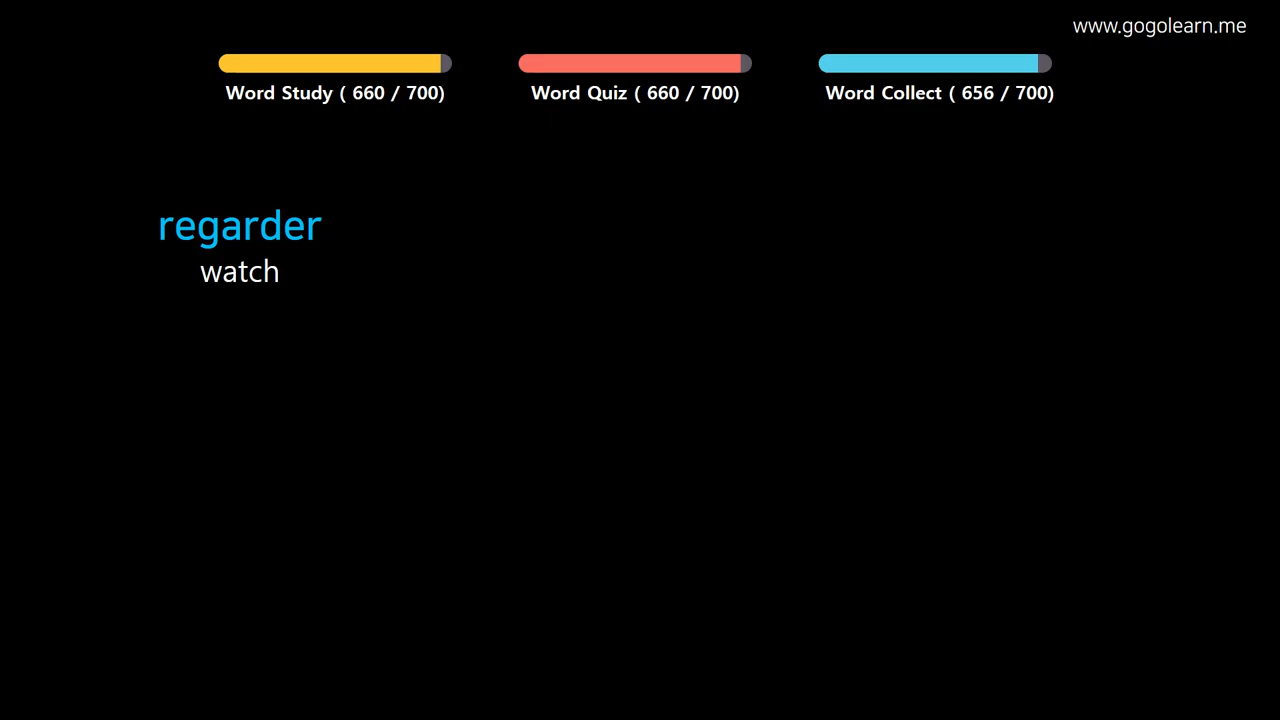 www.gogolearn.me
Word Study ( 660 / 700)
Word Quiz ( 660 / 700)
Word Collect ( 656 / 700)
regarder
watch